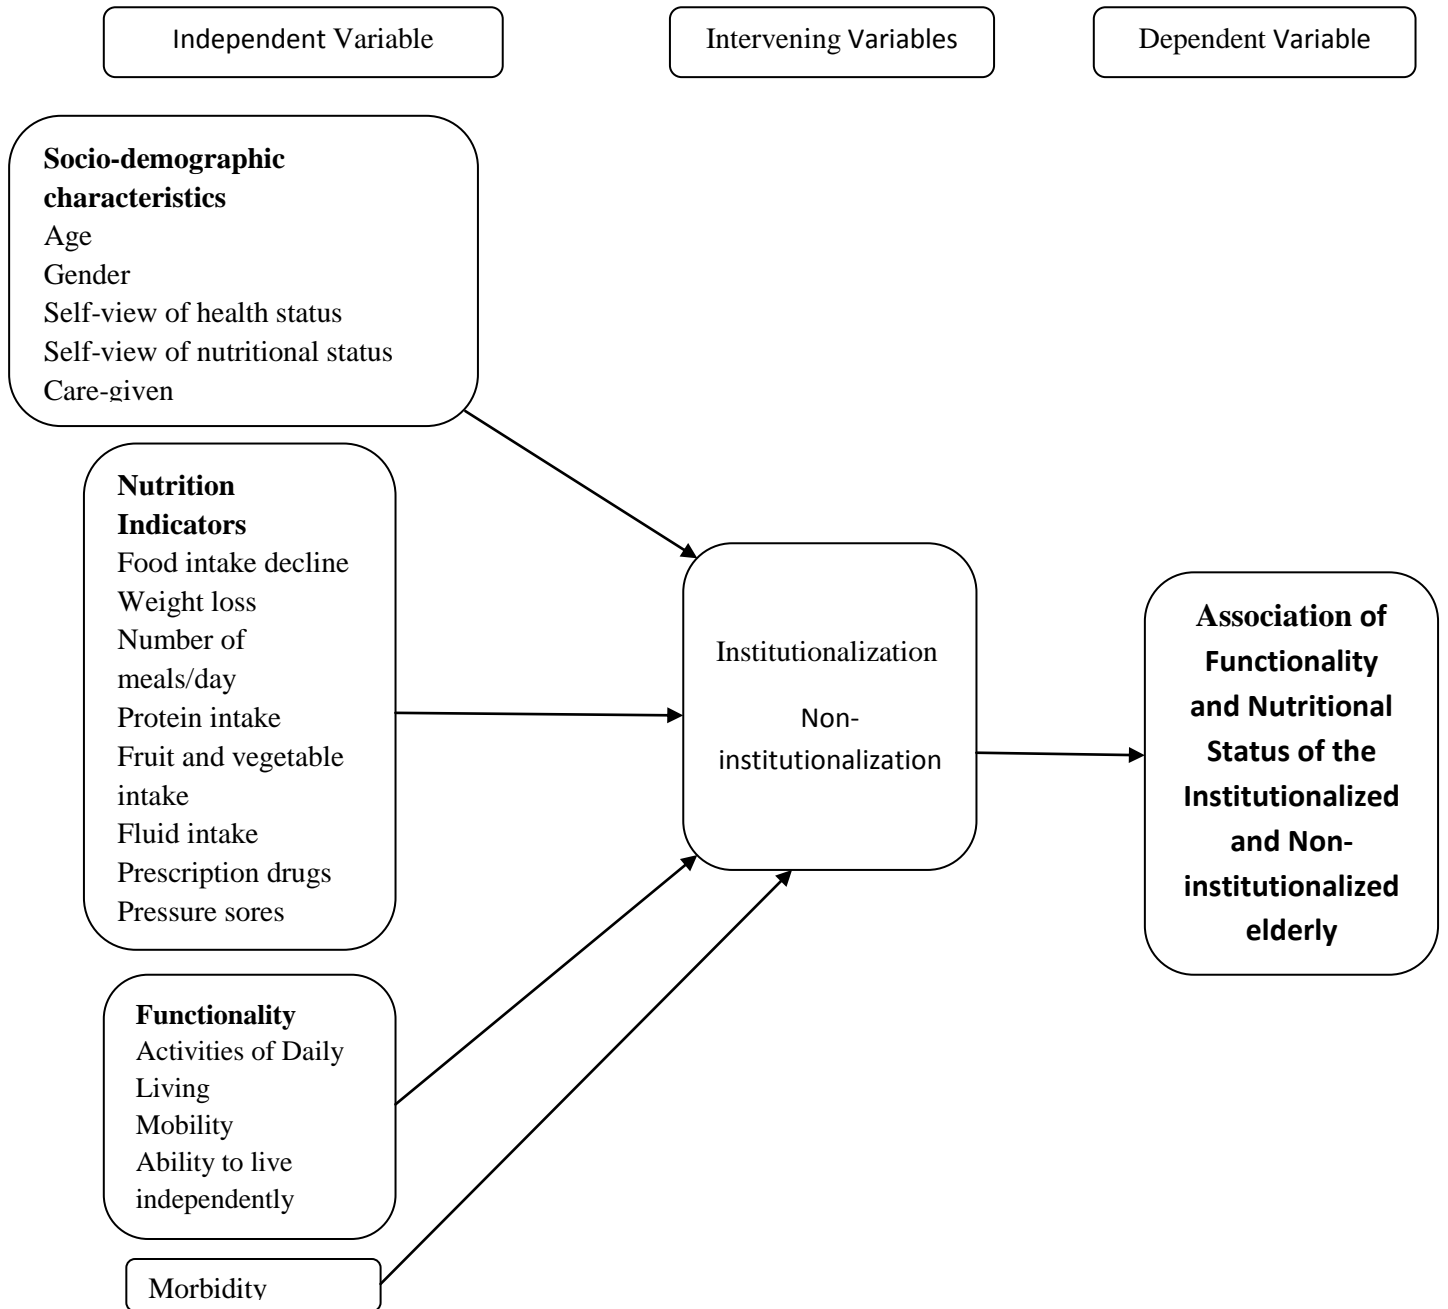 Independent Variable
Intervening Variables
Dependent Variable
Socio-demographic
characteristics
Age
Gender
Self-view of health status
Self-view of nutritional status
Care-given
Nutrition
Indicators
Food intake decline
Weight loss
Number of
meals/day
Protein intake
Fruit and vegetable
intake
Fluid intake
Prescription drugs
Pressure sores
Functionality
Activities of Daily
Living
Mobility
Ability to live
independently
Morbidity
Institutionalization
Non-
institutionalization
Association of
Functionality
and Nutritional
Status of the
Institutionalized
and Non-
institutionalized
elderly